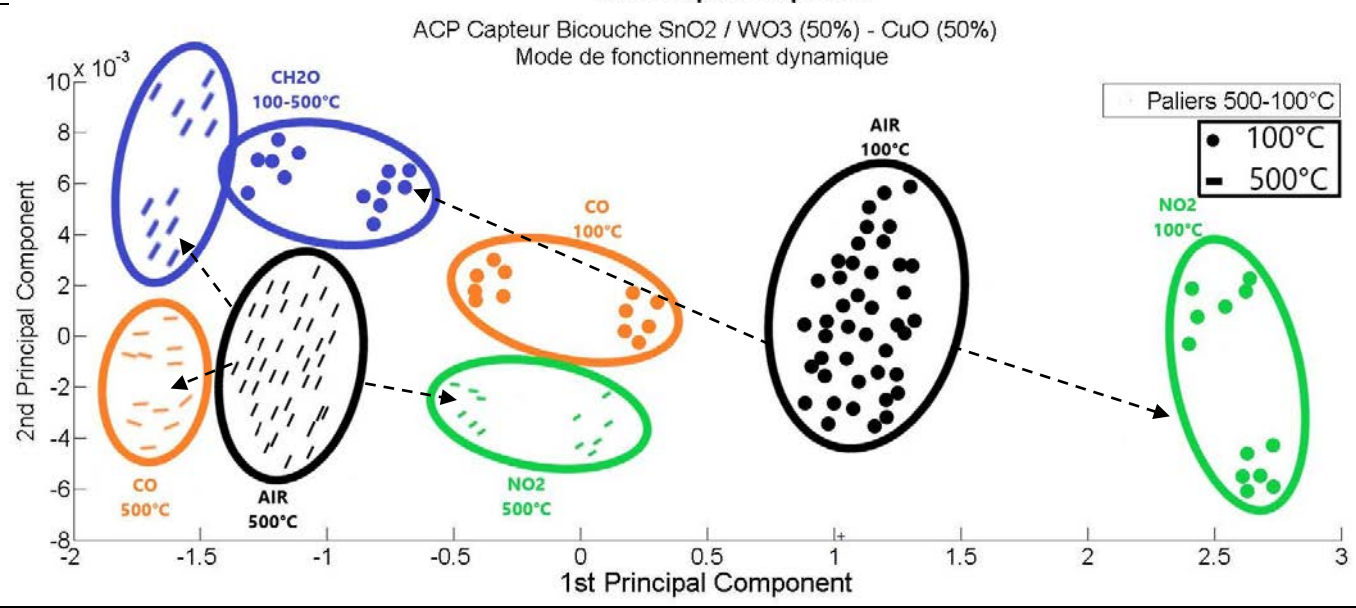 ACP Capteur Bicouche SnO2 / WO3 (50%) - CuO (50%)
Mode de fonctionnement dynamique
x 10⁻³
CH2O
100-500°C
Paliers 500-100°C
100°C
500°C
AIR
100°C
CO
100°C
NO2
100°C
10
8
6
4
2
0
-2
-4
-6
-8
2nd Principal Component
CO
500°C
AIR
500°C
NO2
500°C
-2
-1.5
-1
-0.5
0
0.5
1
1.5
2
2.5
3
1st Principal Component